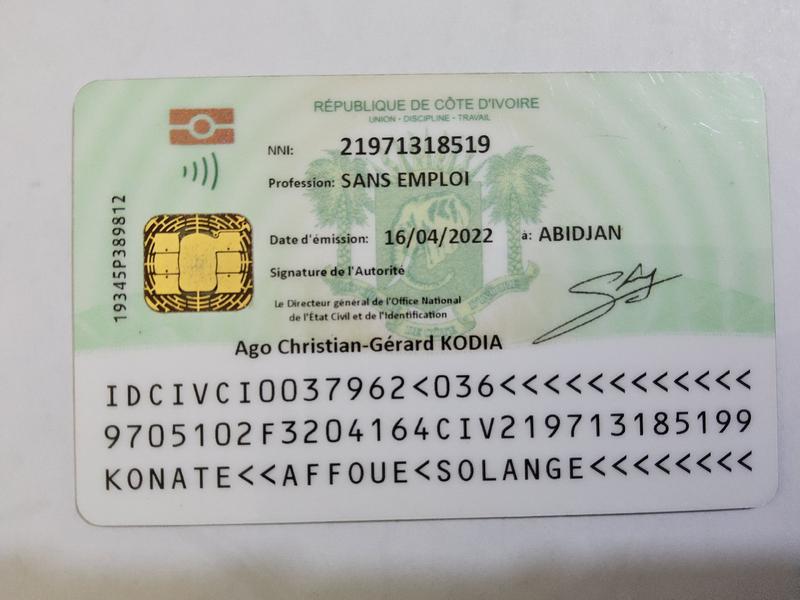 RÉPUBLIQUE DE CÔTE D'IVOIRE
UNION - DISCIPLINE - TRAVAIL
NNI: 21971318519
Profession: SANS EMPLOI
19345P389812
Date d'émission: 16/04/2022 à: ABIDJAN
Signature de l'Autorité
Le Directeur général de l'Office National
de l'État Civil et de l'Identification
Ago Christian-Gérard KODIA
IDCIVCI0037962<036<<<<<<<<<<<<
9705102F3204164CIV219713185199
KONATE<<AFFOUE<SOLANGE<<<<<<<<